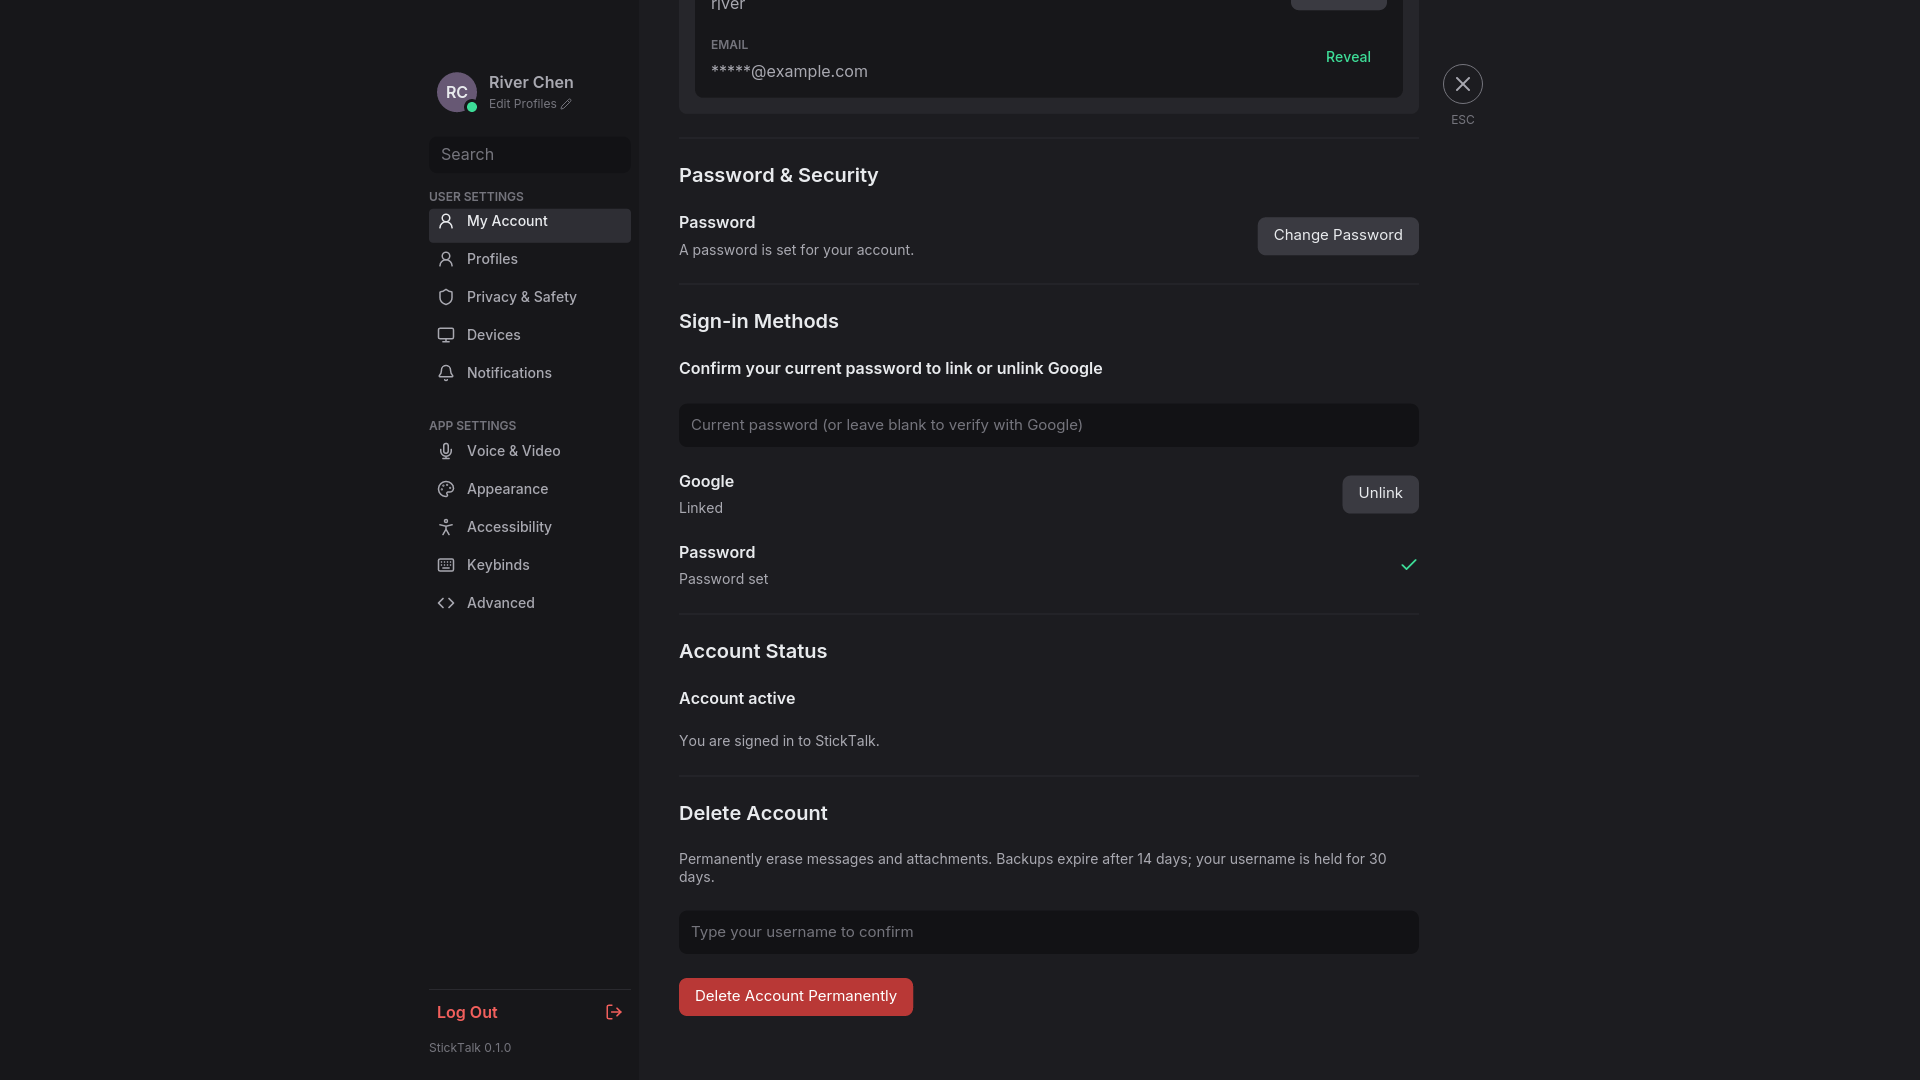 River Chen
Edit Profiles
RC
Search
USER SETTINGS
My Account
Profiles
Privacy & Safety
Devices
Notifications
APP SETTINGS
Voice & Video
Appearance
Accessibility
Keybinds
Advanced
Log Out
StickTalk 0.1.0
river
EMAIL
*****@example.com
Reveal
ESC
Password & Security
Password
A password is set for your account.
Change Password
Sign-in Methods
Confirm your current password to link or unlink Google
Current password (or leave blank to verify with Google)
Google
Linked
Unlink
Password
Password set
Account Status
Account active
You are signed in to StickTalk.
Delete Account
Permanently erase messages and attachments. Backups expire after 14 days; your username is held for 30
days.
Type your username to confirm
Delete Account Permanently